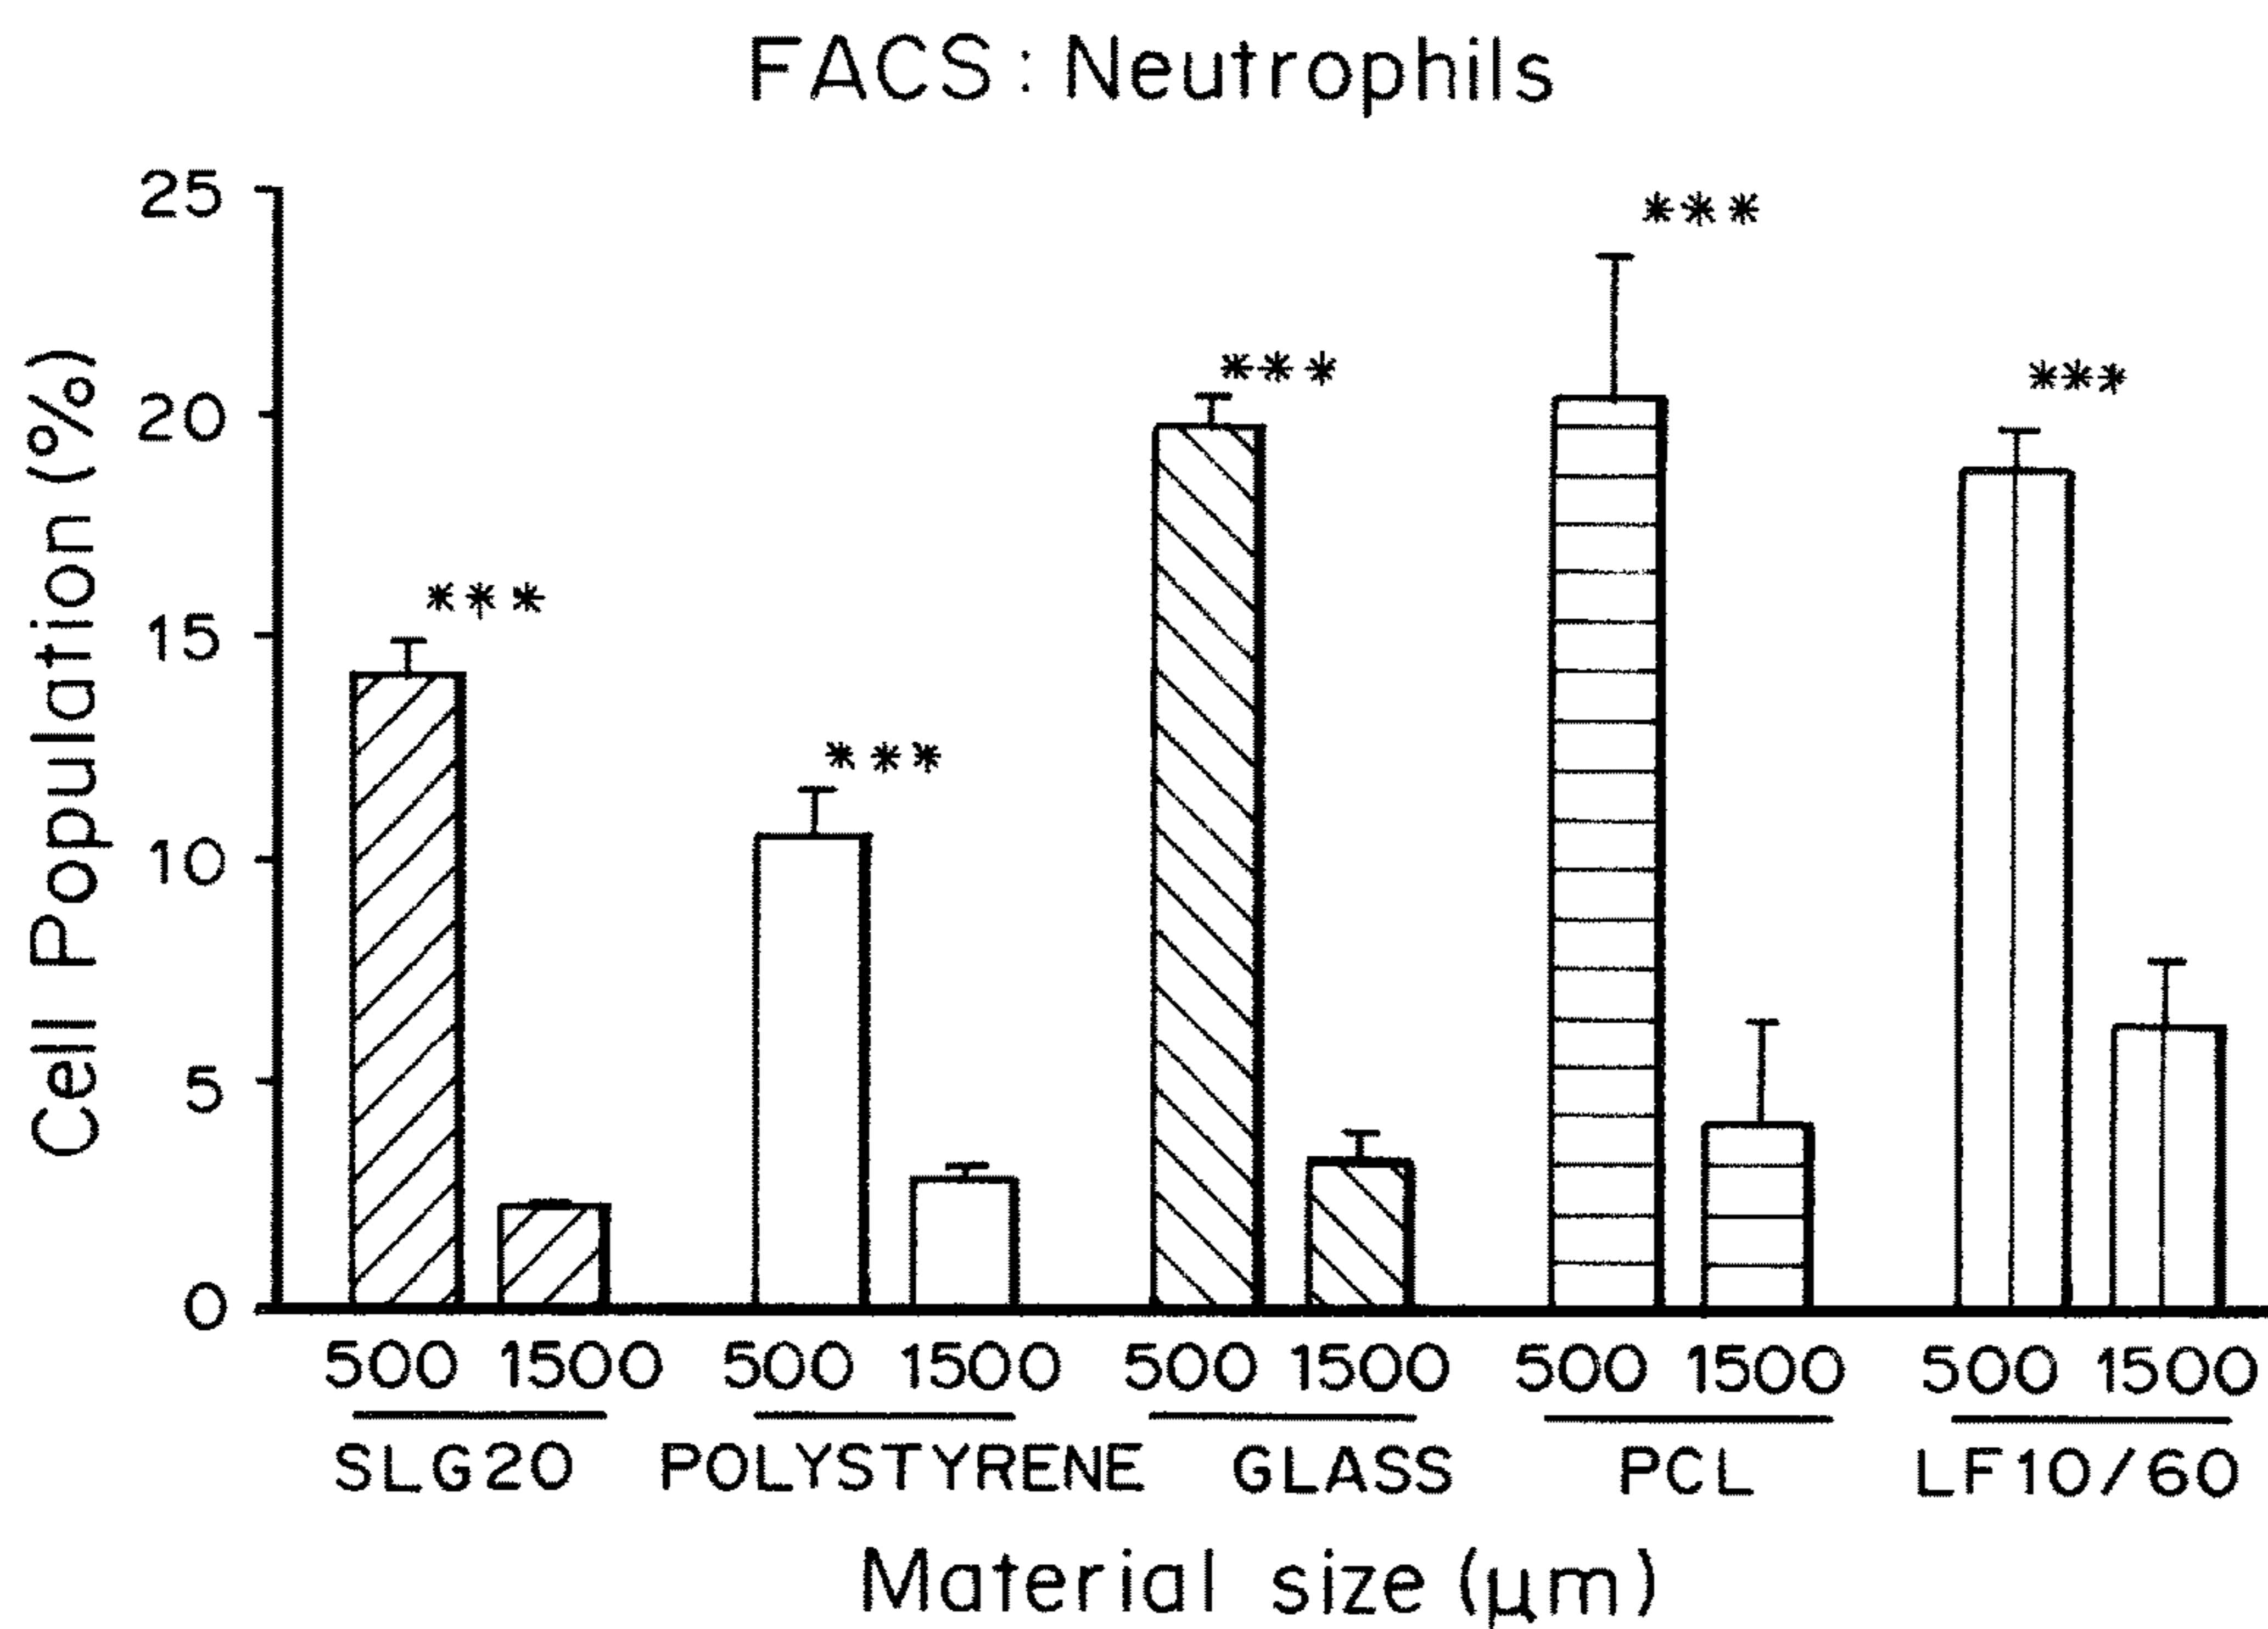 FACS: Neutrophils
Cell Population (%)
25
20
15
10
5
0
***
***
***
***
***
500 1500 500 1500 500 1500 500 1500 500 1500
SLG20 POLYSTYRENE GLASS PCL LF10/60
Material size (μm)